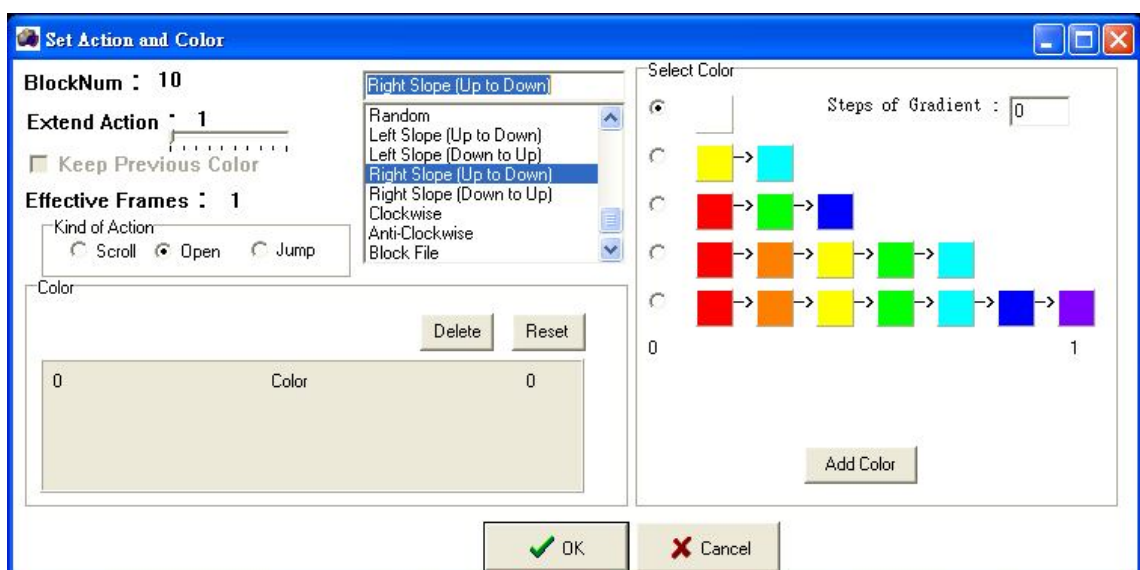 Set Action and Color
BlockNum : 10
Extend Action : 1
Keep Previous Color
Effective Frames : 1
Kind of Action
Scroll Open Jump
Right Slope (Up to Down)
Random
Left Slope (Up to Down)
Left Slope (Down to Up)
Right Slope (Up to Down)
Right Slope (Down to Up)
Clockwise
Anti-Clockwise
Block File
Color
Delete Reset
0 Color 0
Select Color
Steps of Gradient : 0
->
-> ->
-> -> -> ->
-> -> -> -> -> ->
0 1
Add Color
OK Cancel